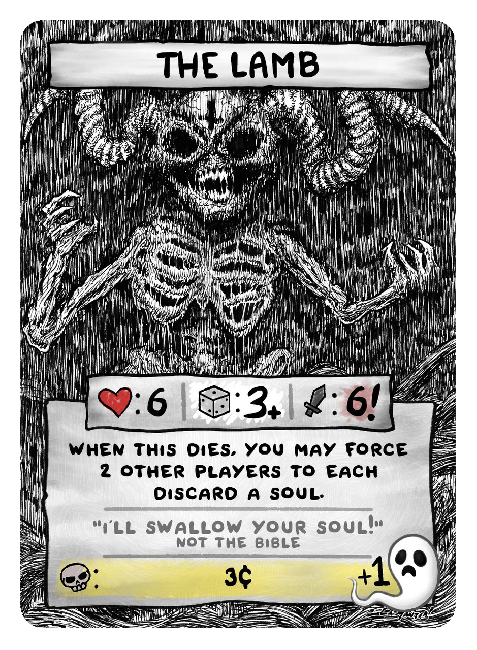 THE LAMB
:6 :3+ :6!
WHEN THIS DIES, YOU MAY FORCE
2 OTHER PLAYERS TO EACH
DISCARD A SOUL.
"I'LL SWALLOW YOUR SOUL!"
NOT THE BIBLE
: 3¢ +1